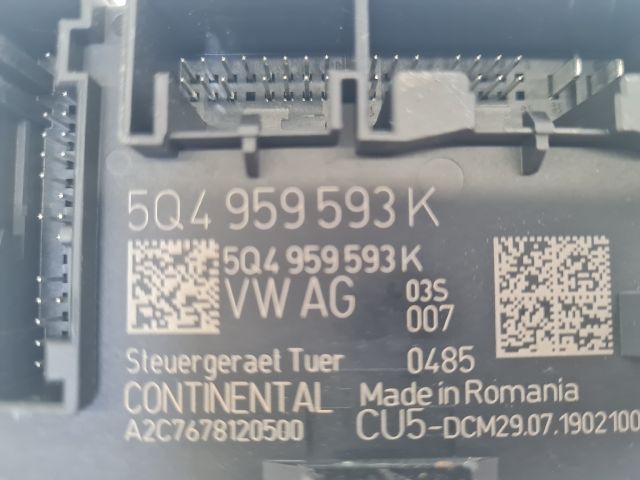 5Q4 959 593 K
5Q4 959 593 K
VW AG 03S
007
Steuergeraet Tuer 0485
CONTINENTAL Made in Romania
A2C7678120500 CU5-DCM29.07.1902100